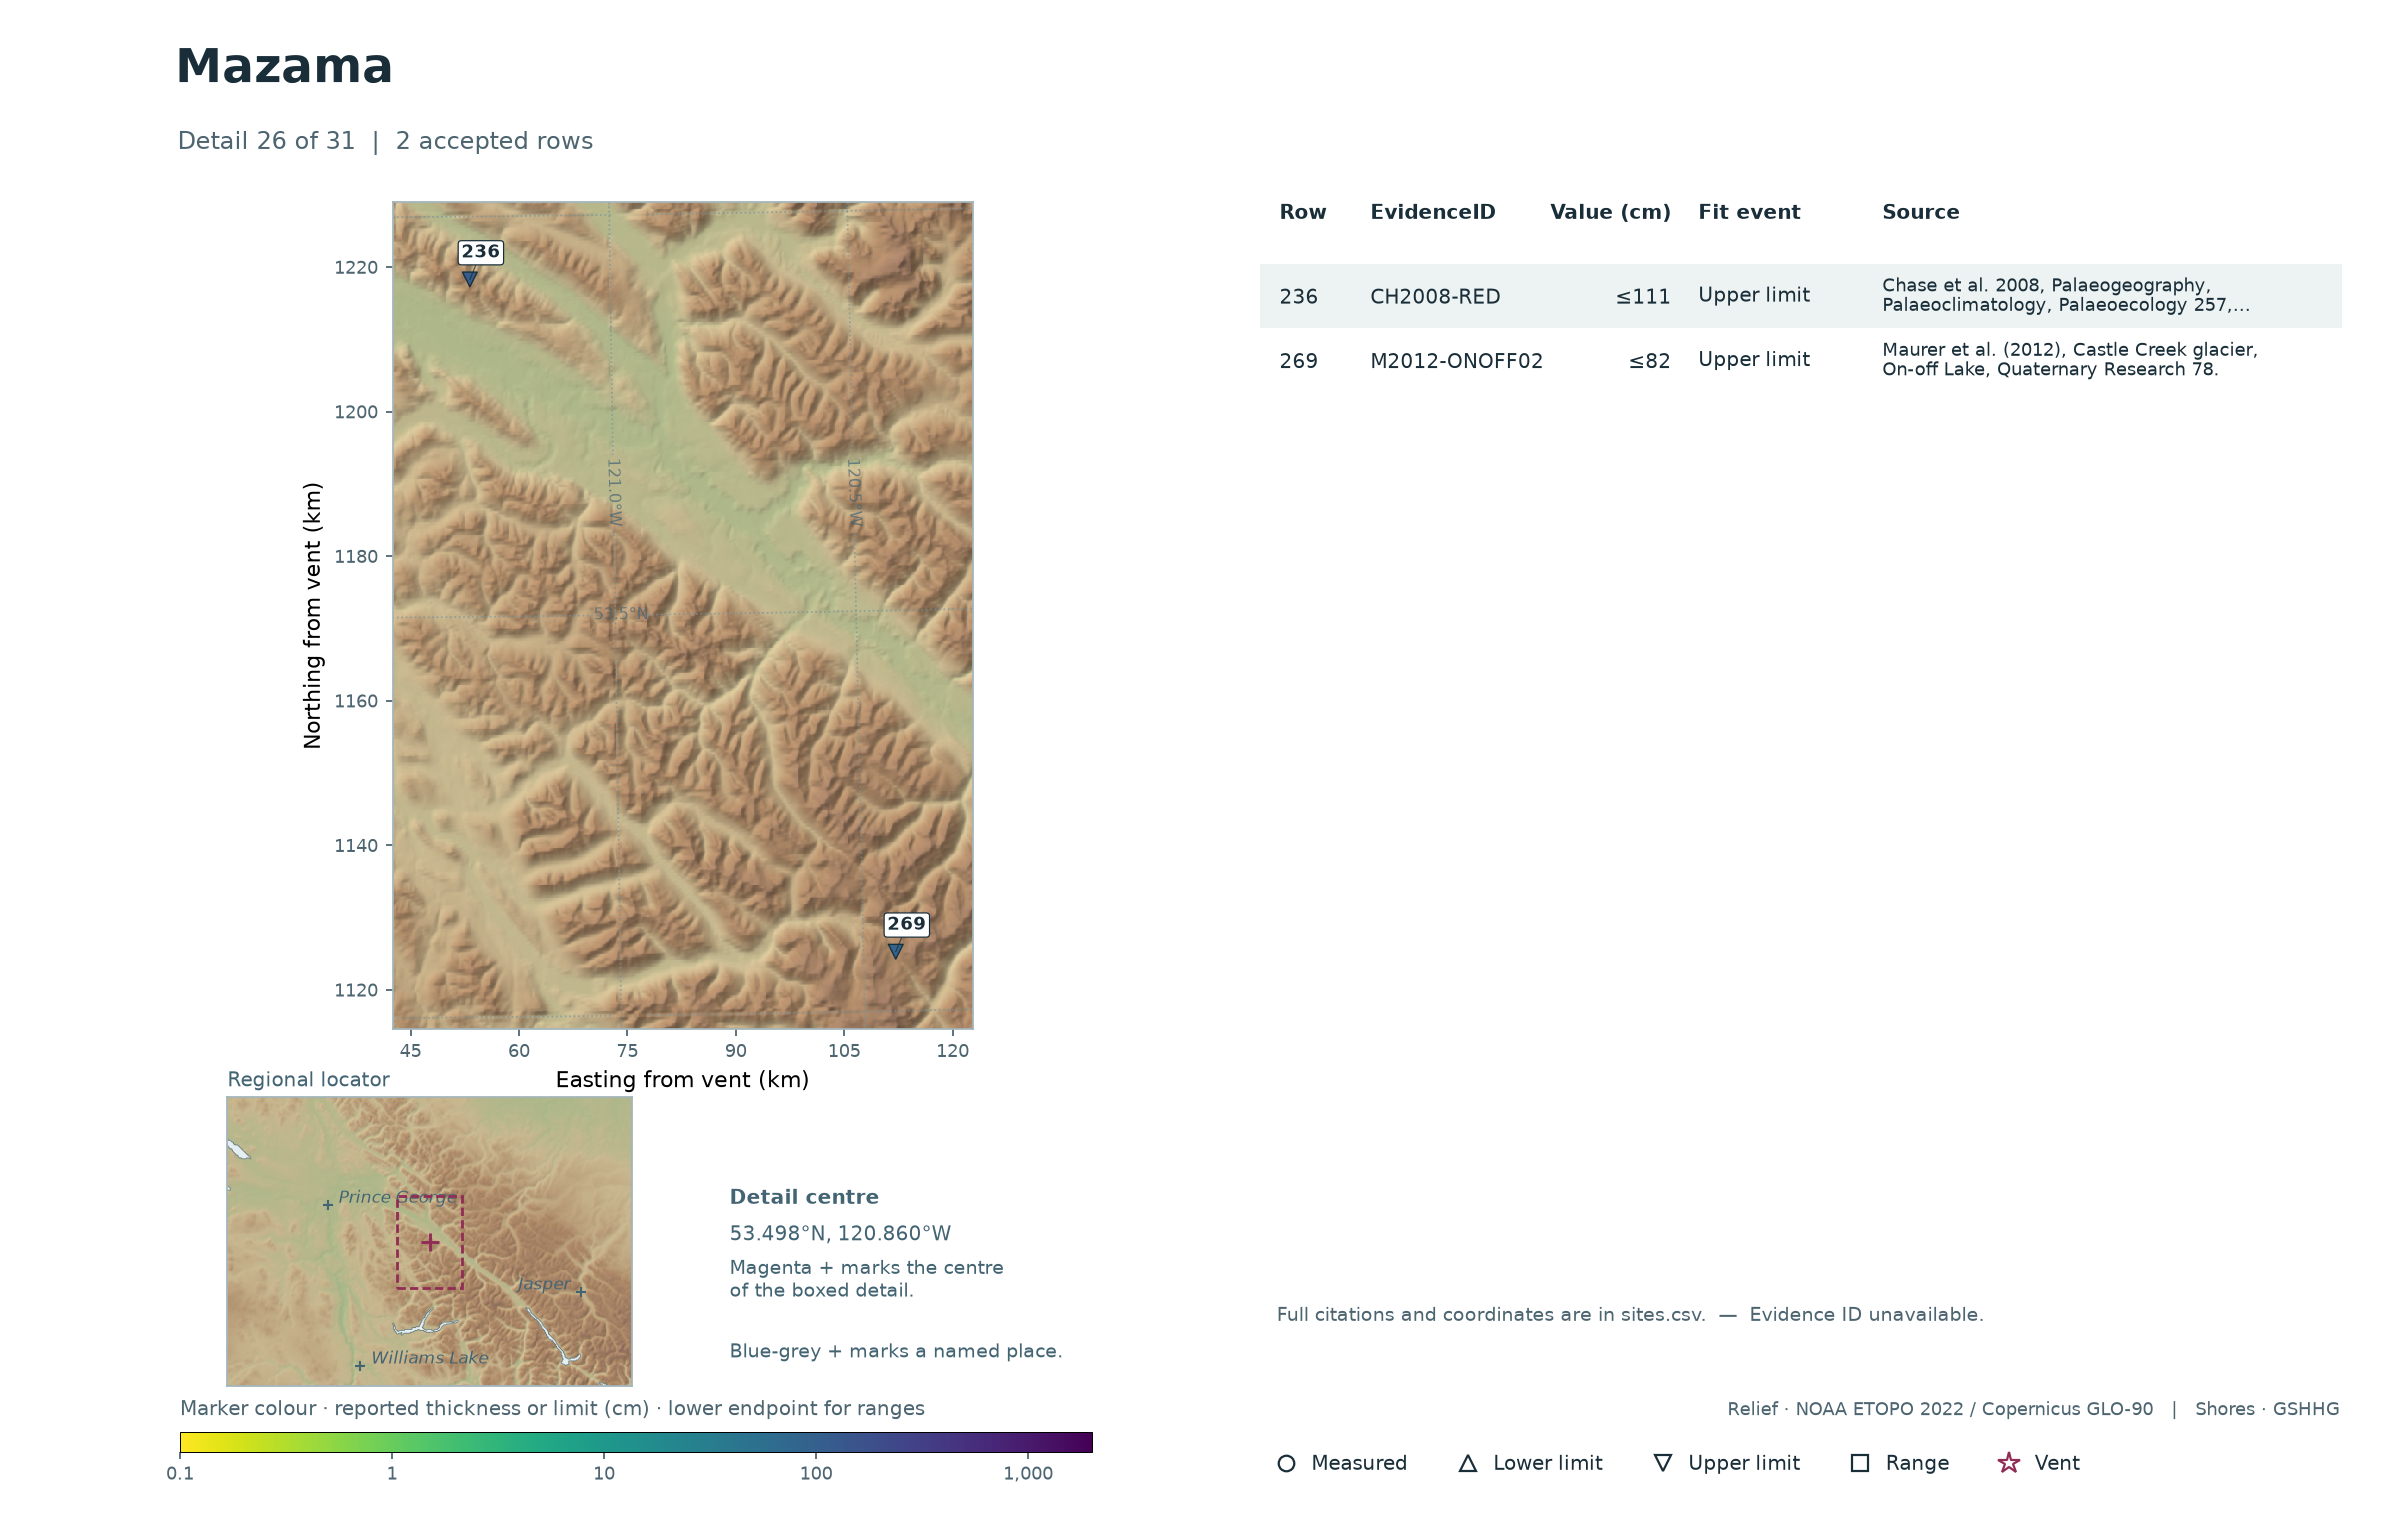 Mazama
Detail 26 of 31 | 2 accepted rows
Row EvidenceID Value (cm) Fit event Source
236 CH2008-RED ≤111 Upper limit Chase et al. 2008, Palaeogeography,
Palaeoclimatology, Palaeoecology 257,...
269 M2012-ONOFF02 ≤82 Upper limit Maurer et al. (2012), Castle Creek glacier,
On-off Lake, Quaternary Research 78.
Northing from vent (km)
1220
1200
1180
1160
1140
1120
236
121.0°W
120.5°W
53.5°N
269
45 60 75 90 105 120
Easting from vent (km)
Regional locator
Prince George
Jasper
Williams Lake
Detail centre
53.498°N, 120.860°W
Magenta + marks the centre
of the boxed detail.
Blue-grey + marks a named place.
Full citations and coordinates are in sites.csv. — Evidence ID unavailable.
Marker colour · reported thickness or limit (cm) · lower endpoint for ranges
0.1 1 10 100 1,000
Relief · NOAA ETOPO 2022 / Copernicus GLO-90 | Shores · GSHHG
Measured Lower limit Upper limit Range Vent